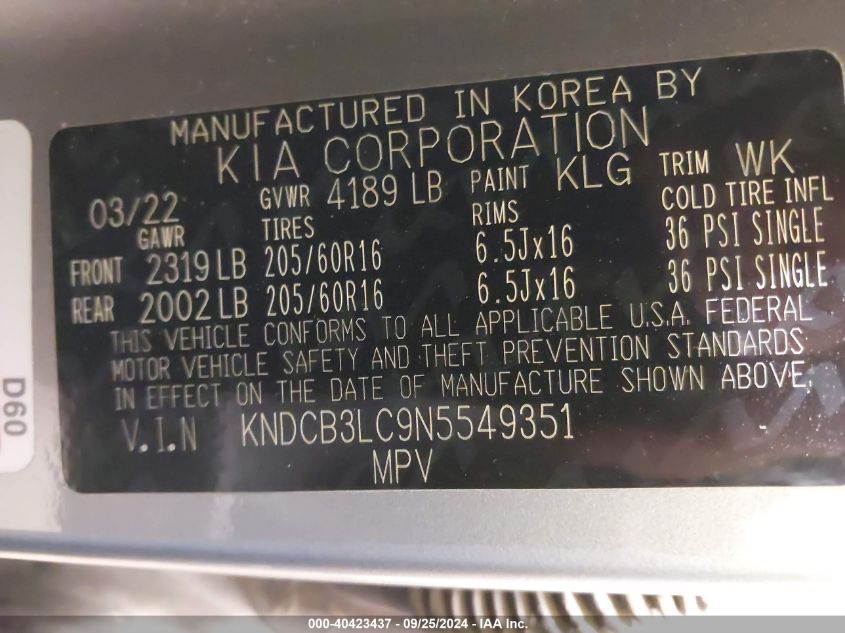 MANUFACTURED IN KOREA BY
KIA CORPORATION
03/22 GVWR 4189 LB PAINT KLG TRIM WK
GAWR TIRES RIMS COLD TIRE INFL
FRONT 2319 LB 205/60R16 6.5Jx16 36 PSI SINGLE
REAR 2002 LB 205/60R16 6.5Jx16 36 PSI SINGLE
THIS VEHICLE CONFORMS TO ALL APPLICABLE U.S.A. FEDERAL
MOTOR VEHICLE SAFETY AND THEFT PREVENTION STANDARDS
IN EFFECT ON THE DATE OF MANUFACTURE SHOWN ABOVE.
V.I.N KNDCB3LC9N5549351
MPV
D60
000-40423437 - 09/25/2024 - IAA Inc.